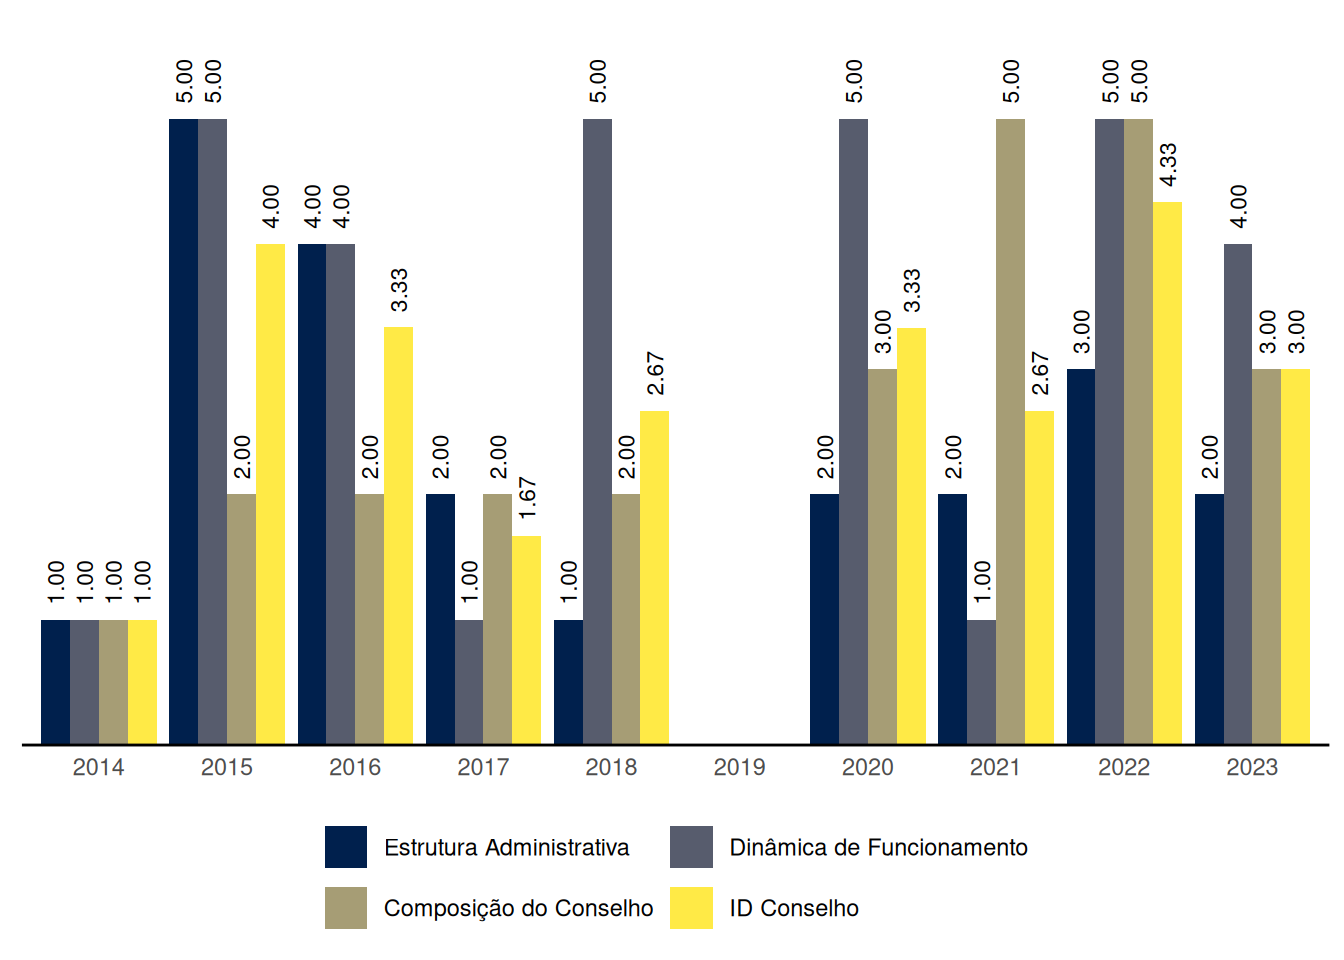 1.00 1.00 1.00 1.00
5.00 5.00 2.00 4.00
4.00 4.00 2.00 3.33
2.00 1.00 2.00 1.67
1.00 5.00 2.00 2.67
2.00 5.00 3.00 3.33
2.00 1.00 5.00 2.67
3.00 5.00 5.00 4.33
2.00 4.00 3.00 3.00
2014 2015 2016 2017 2018 2019 2020 2021 2022 2023
Estrutura Administrativa Dinâmica de Funcionamento
Composição do Conselho ID Conselho